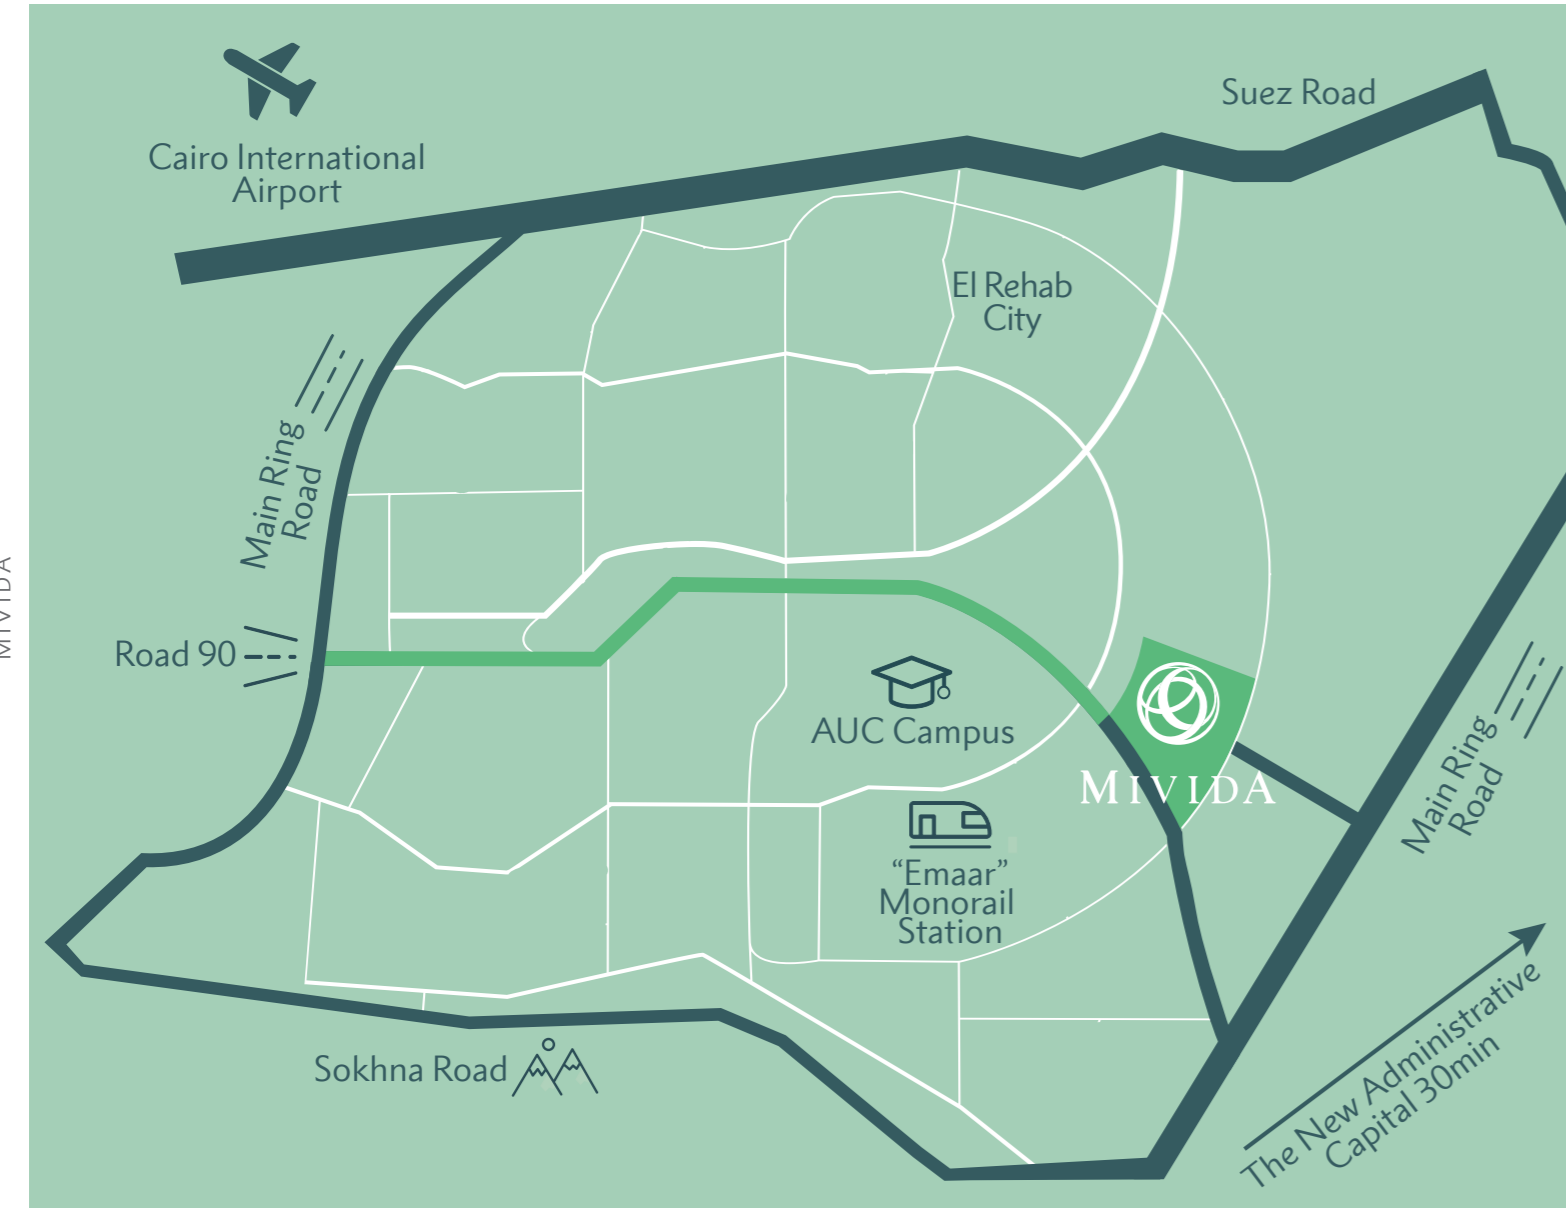 Suez Road
Cairo International
Airport
El Rehab
City
Main Ring
Road
MIVIDA
Road 90
AUC Campus
MIVIDA
Main Ring
Road
“Emaar”
Monorail
Station
The New Administrative
Capital 30min
Sokhna Road